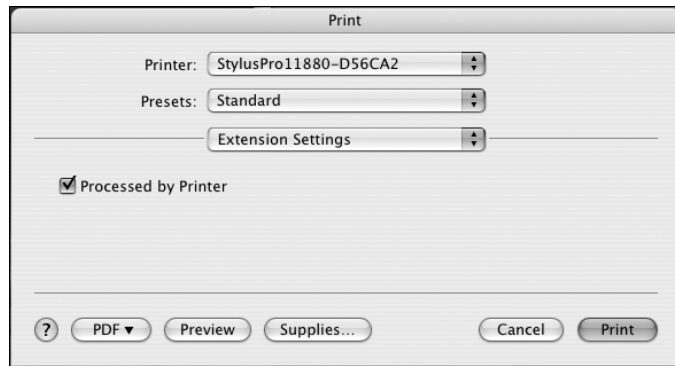 Print
Printer: StylusPro11880-D56CA2
Presets: Standard
Extension Settings
Processed by Printer
? PDF ▼ Preview Supplies... Cancel Print